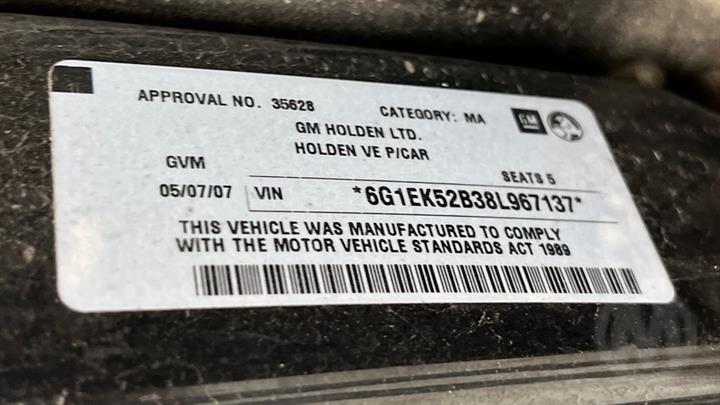 APPROVAL NO. 35628 CATEGORY: MA GM
GM HOLDEN LTD.
HOLDEN VE P/CAR
GVM SEATS 5
05/07/07 VIN *6G1EK52B38L967137*
THIS VEHICLE WAS MANUFACTURED TO COMPLY
WITH THE MOTOR VEHICLE STANDARDS ACT 1989